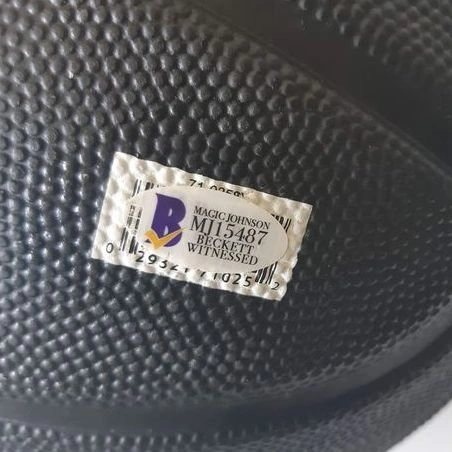 MAGIC JOHNSON
MJ15487
BECKETT
WITNESSED